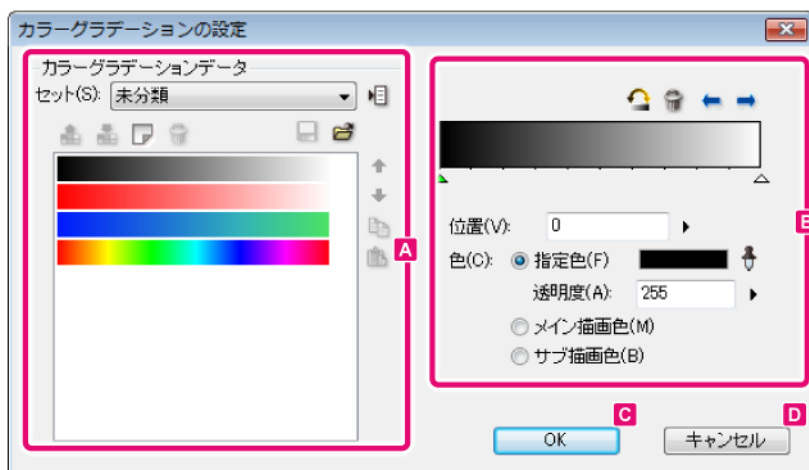 カラーグラデーションの設定
カラーグラデーションデータ
セット(S): 未分類
A
位置(V): 0
色(C): 指定色(F)
透明度(A): 255
メイン描画色(M)
サブ描画色(B)
B
C
D
OK
キャンセル